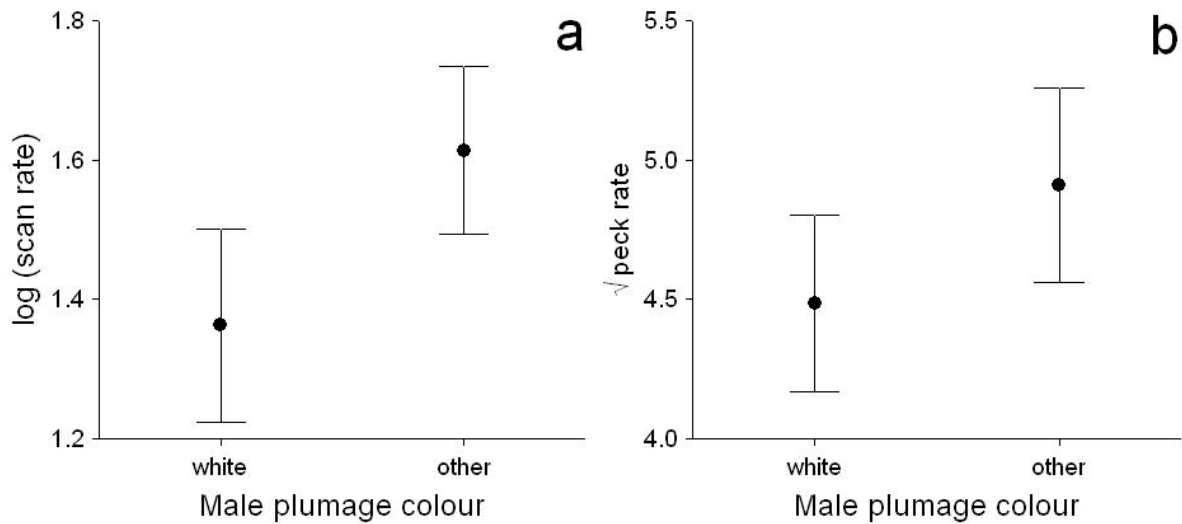 a
log (scan rate)
1.8
1.6
1.4
1.2
white other
Male plumage colour
b
√peck rate
5.5
5.0
4.5
4.0
white other
Male plumage colour